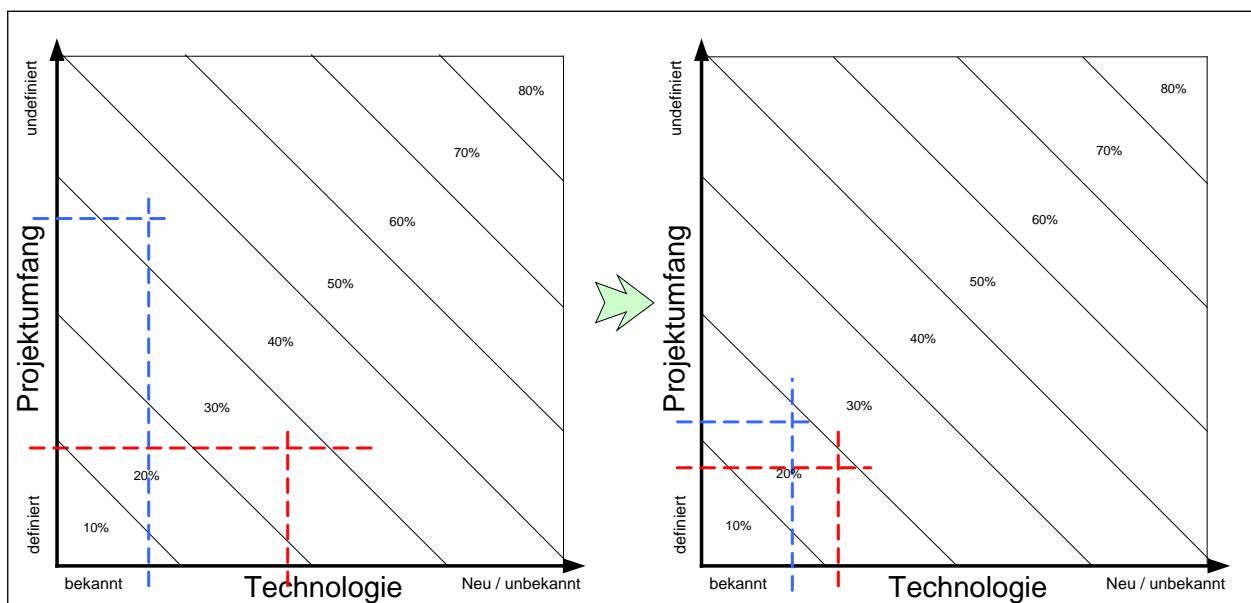 undefiniert
80%
70%
60%
50%
40%
30%
20%
10%
Projektumfang
definiert
bekannt
Technologie
Neu / unbekannt
undefiniert
80%
70%
60%
50%
40%
30%
20%
10%
Projektumfang
definiert
bekannt
Technologie
Neu / unbekannt